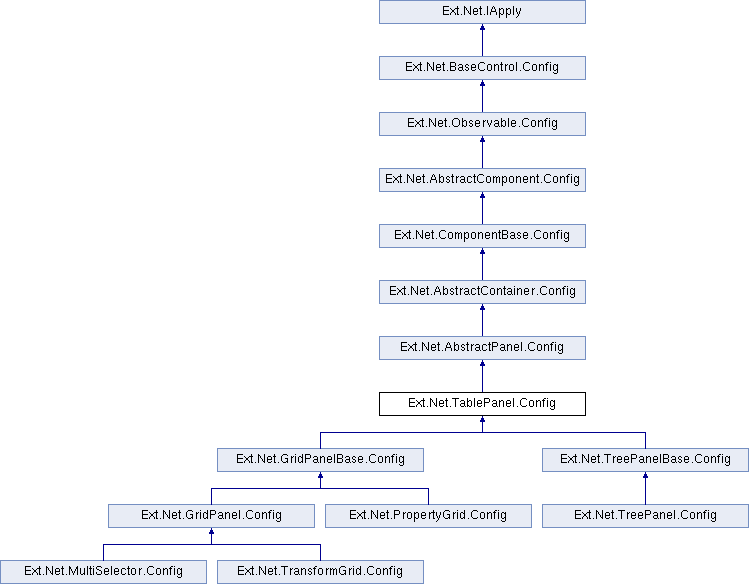 Ext.Net.IApply
Ext.Net.BaseControl.Config
Ext.Net.Observable.Config
Ext.Net.AbstractComponent.Config
Ext.Net.ComponentBase.Config
Ext.Net.AbstractContainer.Config
Ext.Net.AbstractPanel.Config
Ext.Net.TablePanel.Config
Ext.Net.GridPanelBase.Config
Ext.Net.TreePanelBase.Config
Ext.Net.GridPanel.Config
Ext.Net.PropertyGrid.Config
Ext.Net.TreePanel.Config
Ext.Net.MultiSelector.Config
Ext.Net.TransformGrid.Config